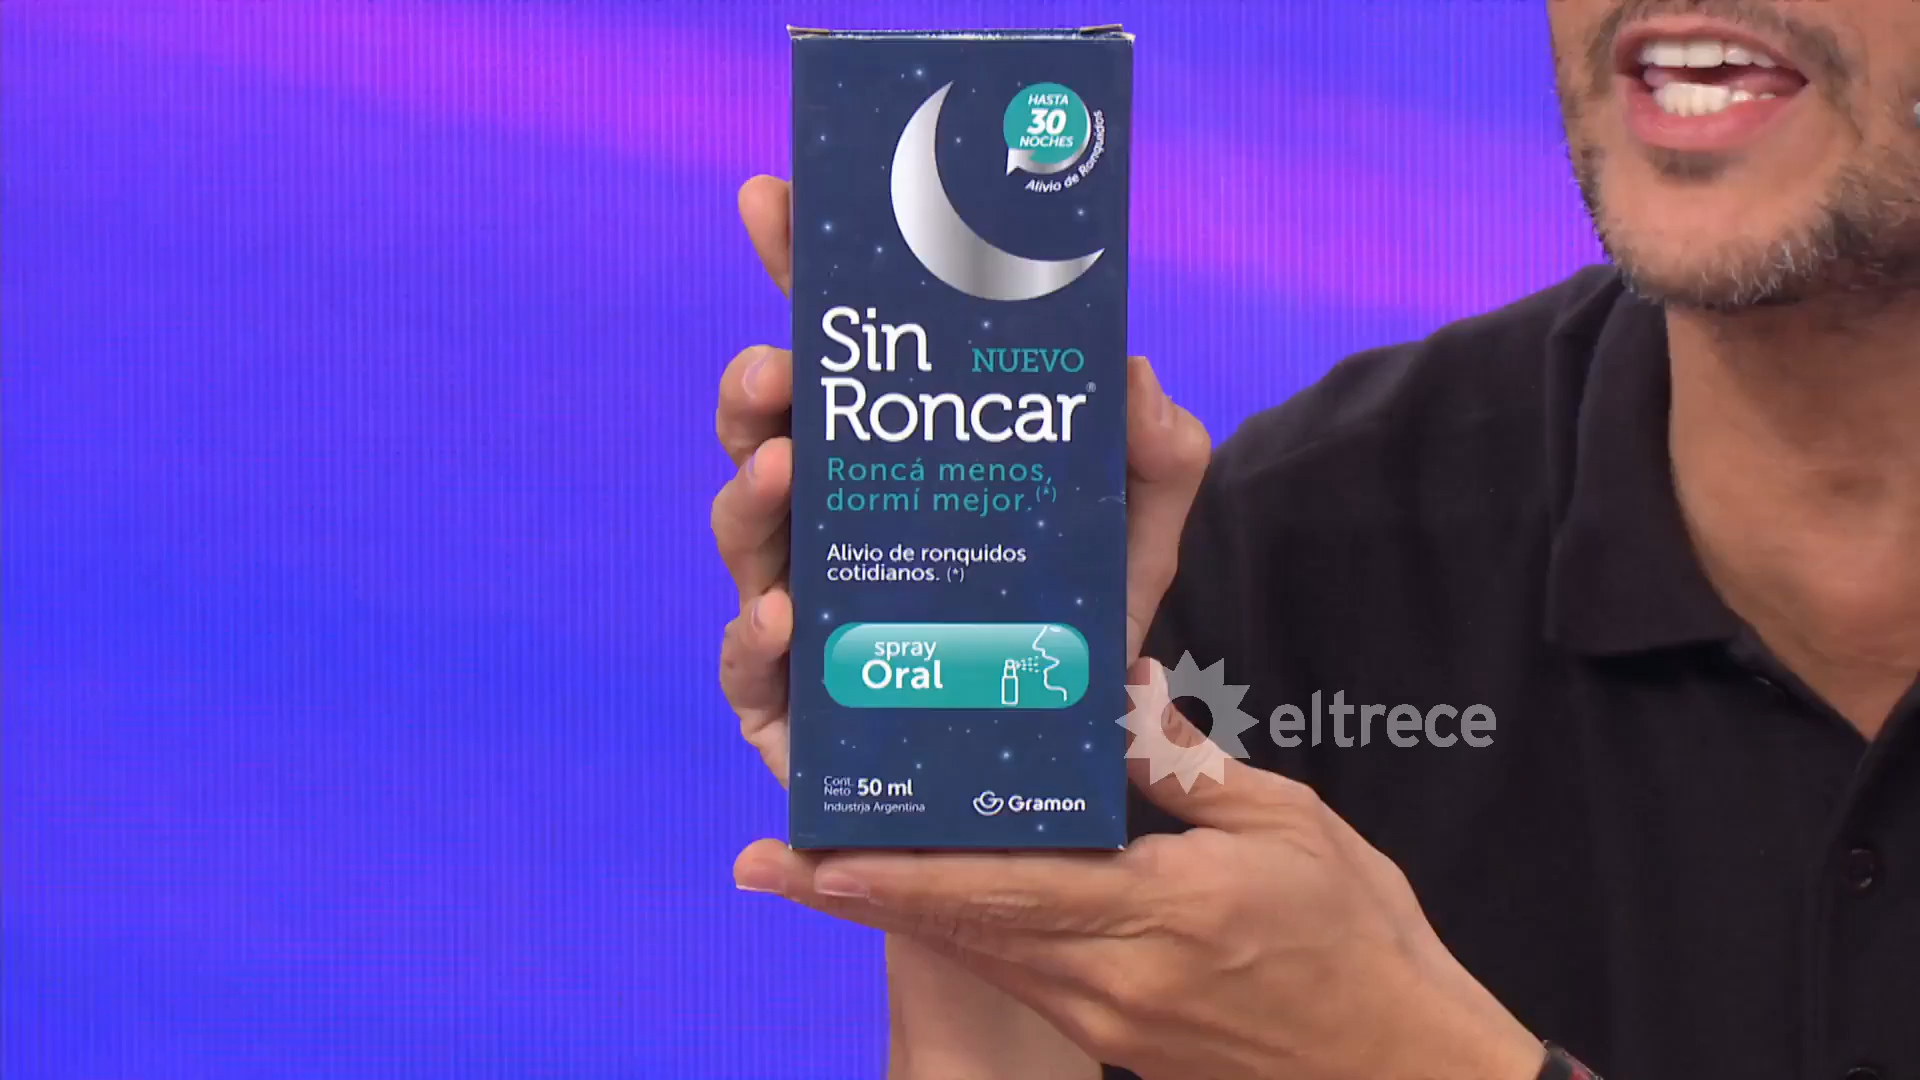 HASTA
30
NOCHES
Alivio de Ronquidos
Sin
NUEVO
Roncar®
Roncá menos,
dormí mejor.(*)
Alivio de ronquidos
cotidianos. (*)
spray
Oral
Cont.
Neto 50 ml
Industria Argentina
Gramon
eltrece